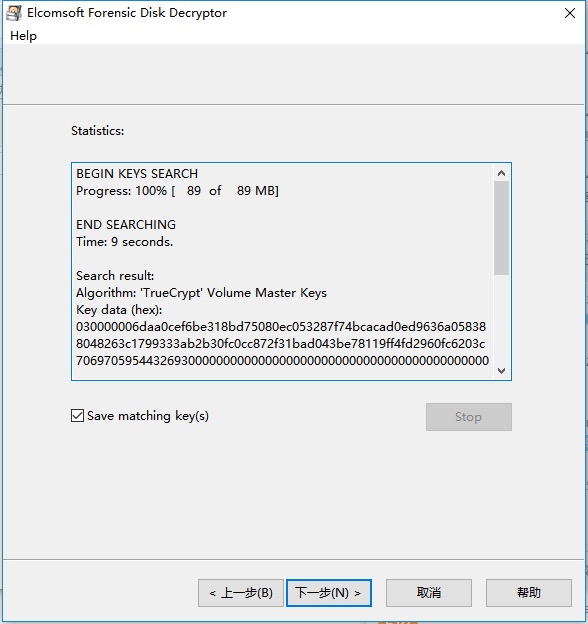 Elcomsoft Forensic Disk Decryptor
Help
Statistics:
BEGIN KEYS SEARCH
Progress: 100% [   89  of    89 MB]
END SEARCHING
Time: 9 seconds.
Search result:
Algorithm: 'TrueCrypt' Volume Master Keys
Key data (hex):
030000006daa0cef6be318bd75080ec053287f74bcacad0ed9636a05838
8048263c1799333ab2b30fc0cc872f31bad043be78119ff4fd2960fc6203c
7069705954432693000000000000000000000000000000000000000000
Save matching key(s)
Stop
< 上一步(B)
下一步(N) >
取消
帮助